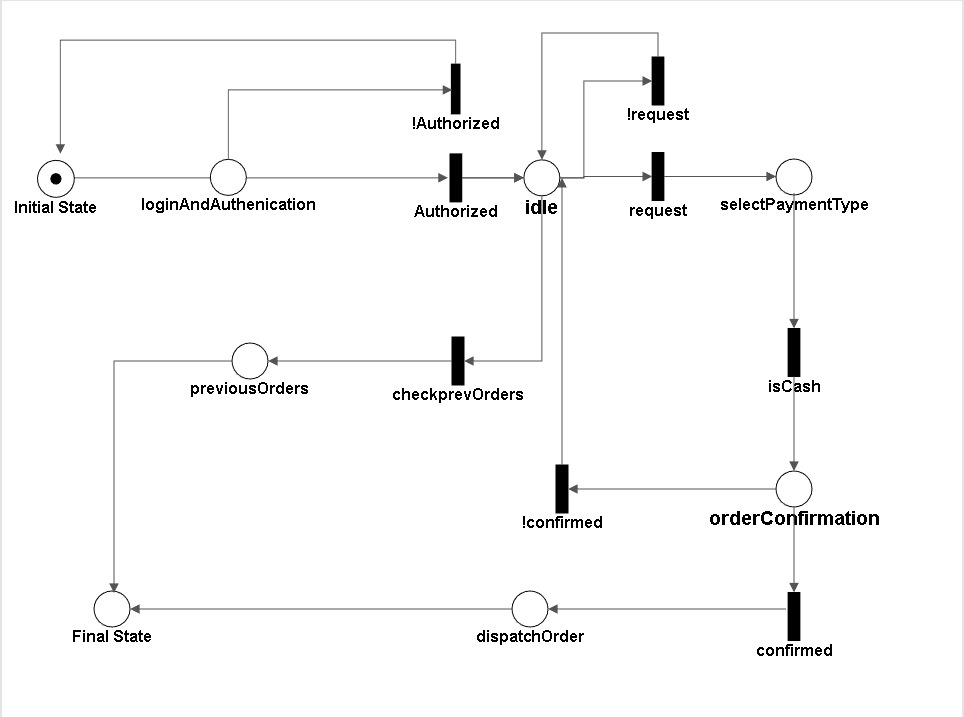 !Authorized
!request
Initial State
loginAndAuthenication
Authorized
idle
request
selectPaymentType
previousOrders
checkprevOrders
isCash
!confirmed
orderConfirmation
Final State
dispatchOrder
confirmed